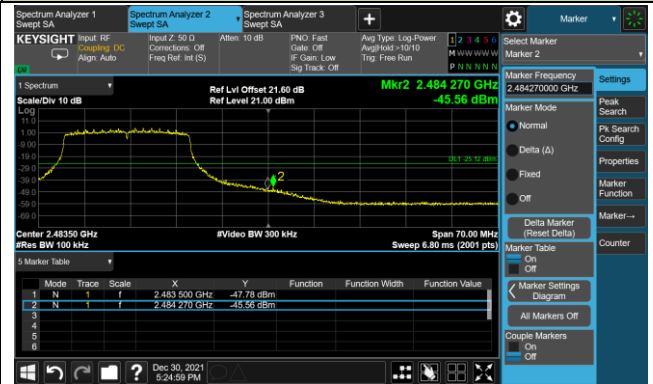 Spectrum Analyzer 1
Swept SA
Spectrum Analyzer 2
Swept SA
Spectrum Analyzer 3
Swept SA
+
Marker
KEYSIGHT
Input: RF
Coupling: DC
Align: Auto
Input Z: 50 Ω
Corrections: Off
Freq Ref: Int (S)
Atten: 10 dB
PNO: Fast
Gate: Off
IF Gain: Low
Sig Track: Off
Avg Type: Log-Power
Avg|Hold:>10/10
Trig: Free Run
1 2 3 4 5 6
M W W W W W
P N N N N N
Select Marker
Marker 2
1 Spectrum
Scale/Div 10 dB
Log
Ref Lvl Offset 21.60 dB
Ref Level 21.00 dBm
Mkr2 2.484 270 GHz
-45.56 dBm
11.0
1.00
-9.00
-19.0
-29.0
-39.0
-49.0
-59.0
-69.0
DL1 -25.12 dBm
2
Center 2.48350 GHz
#Res BW 100 kHz
#Video BW 300 kHz
Span 70.00 MHz
Sweep 6.80 ms (2001 pts)
5 Marker Table
Mode Trace Scale X Y Function Function Width Function Value
1 N 1 f 2.483 500 GHz -47.78 dBm
2 N 1 f 2.484 270 GHz -45.56 dBm
3
4
5
6
Marker Frequency
2.484270000 GHz
Marker Mode
Normal
Delta (Δ)
Fixed
Off
Delta Marker
(Reset Delta)
Marker Table
On
Off
Marker Settings
Diagram
All Markers Off
Couple Markers
On
Off
Settings
Peak
Search
Pk Search
Config
Properties
Marker
Function
Marker→
Counter
?
Dec 30, 2021
5:24:59 PM